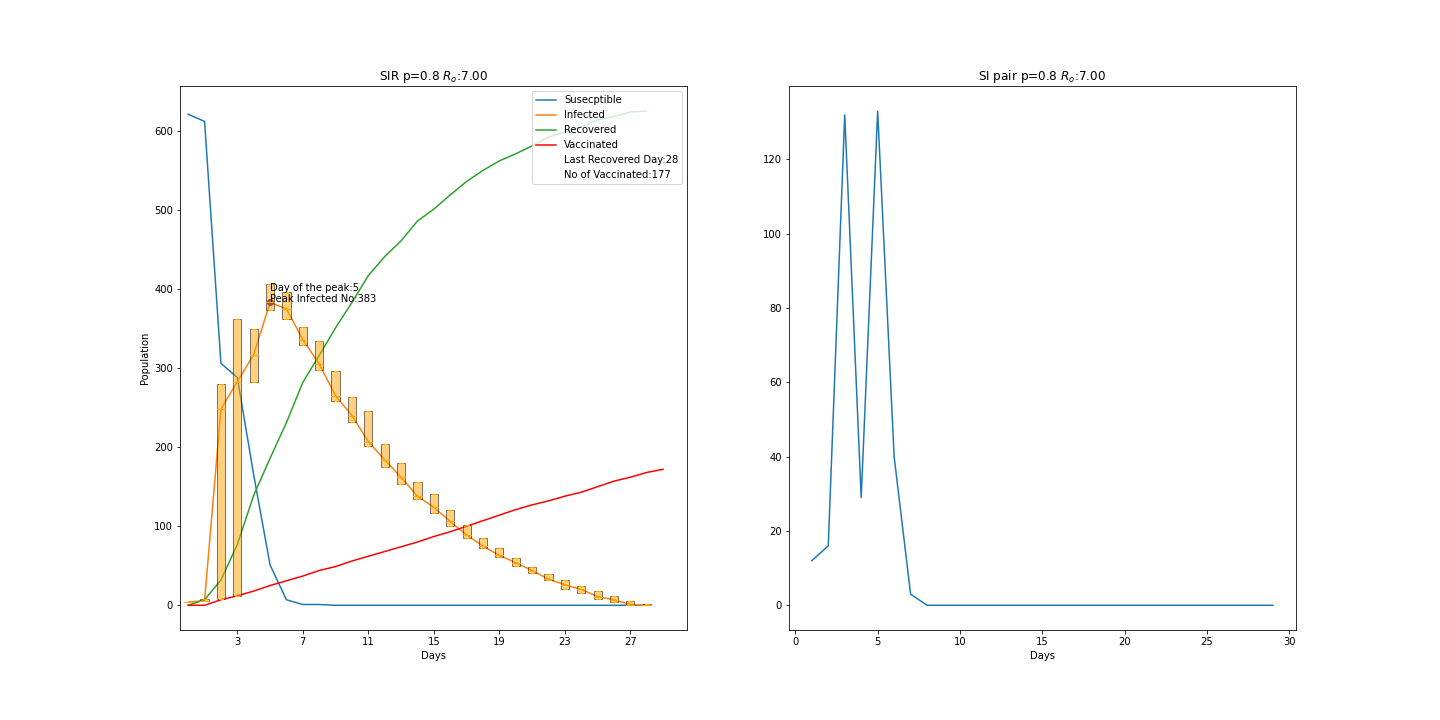 SIR p=0.8 Rₒ:7.00
Susecptible
Infected
Recovered
Vaccinated
Last Recovered Day:28
No of Vaccinated:177
600
500
400
300
200
100
0
Population
Day of the peak:5
Peak Infected No:383
3 7 11 15 19 23 27
Days
SI pair p=0.8 Rₒ:7.00
120
100
80
60
40
20
0
0 5 10 15 20 25 30
Days